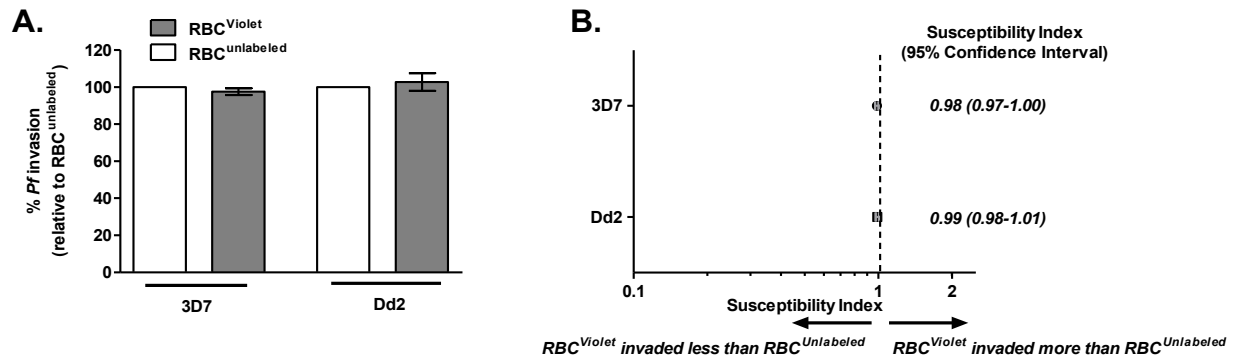 A.
RBC^Violet
RBC^unlabeled
% Pf invasion
(relative to RBC^unlabeled)
120
100
80
60
40
20
0
3D7
Dd2
B.
Susceptibility Index
(95% Confidence Interval)
3D7
0.98 (0.97-1.00)
Dd2
0.99 (0.98-1.01)
0.1
1
2
Susceptibility Index
RBC^Violet invaded less than RBC^Unlabeled
RBC^Violet invaded more than RBC^Unlabeled